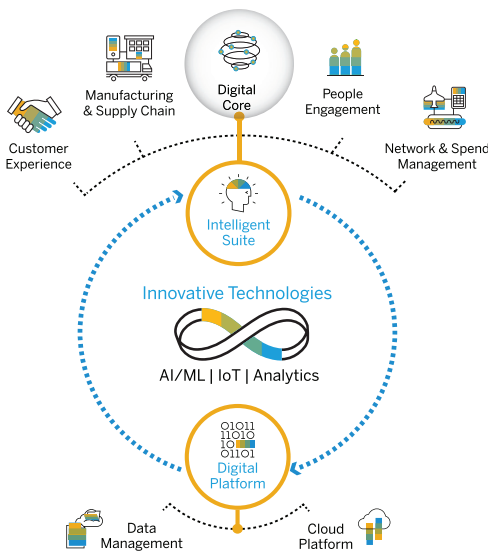 Digital
Core
Manufacturing
& Supply Chain
People
Engagement
Customer
Experience
Network & Spend
Management
Intelligent
Suite
Innovative Technologies
AI/ML | IoT | Analytics
01011
11010
10
01101
Digital
Platform
Data
Management
Cloud
Platform